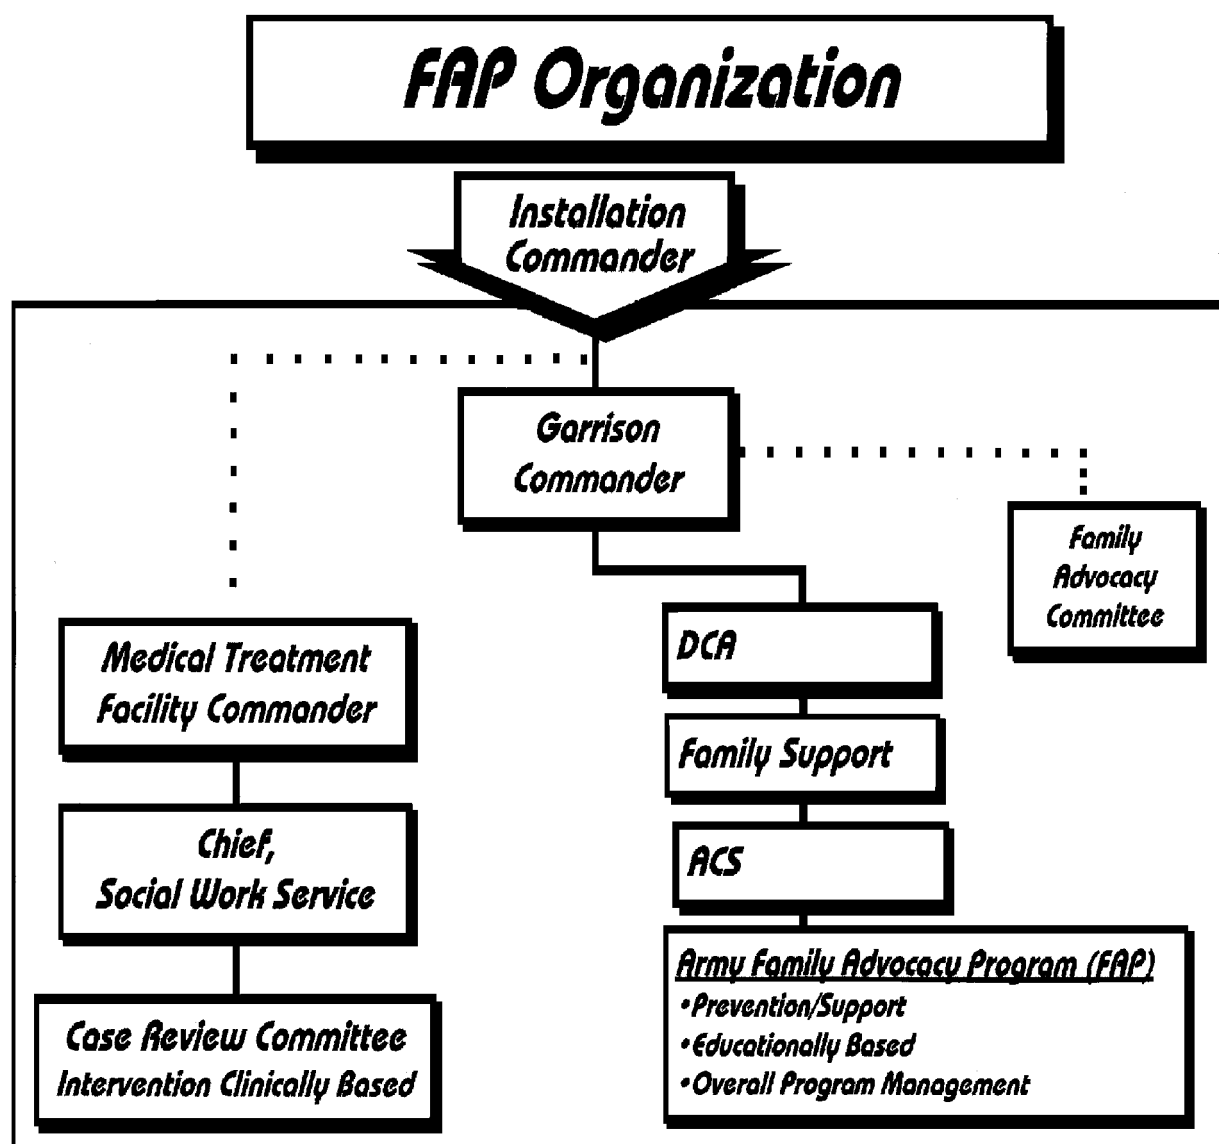 FAP Organization
Installation
Commander
Garrison
Commander
Family
Advocacy
Committee
Medical Treatment
Facility Commander
Chief,
Social Work Service
Case Review Committee
Intervention Clinically Based
DCA
Family Support
ACS
Army Family Advocacy Program (FAP)
•Prevention/Support
•Educationally Based
•Overall Program Management